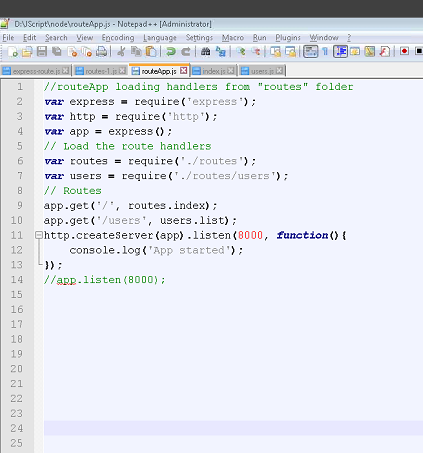 D:\JScript\node\routeApp.js - Notepad++ [Administrator]
File Edit Search View Encoding Language Settings Macro Run Plugins Window ?
express-route.js routes-1.js routeApp.js index.js users.js
1 //routeApp loading handlers from "routes" folder
2 var express = require('express');
3 var http = require('http');
4 var app = express();
5 // Load the route handlers
6 var routes = require('./routes');
7 var users = require('./routes/users');
8 // Routes
9 app.get('/', routes.index);
10 app.get('/users', users.list);
11 http.createServer(app).listen(8000, function(){
12 console.log('App started');
13 });
14 //app.listen(8000);
15
16
17
18
19
20
21
22
23
24
25